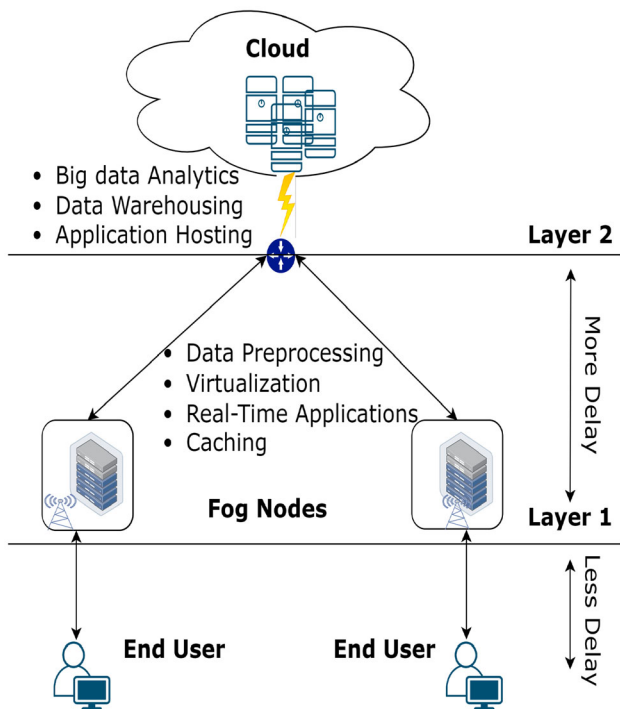 Cloud
• Big data Analytics
• Data Warehousing
• Application Hosting
Layer 2
• Data Preprocessing
• Virtualization
• Real-Time Applications
• Caching
More Delay
Fog Nodes
Layer 1
Less Delay
End User
End User